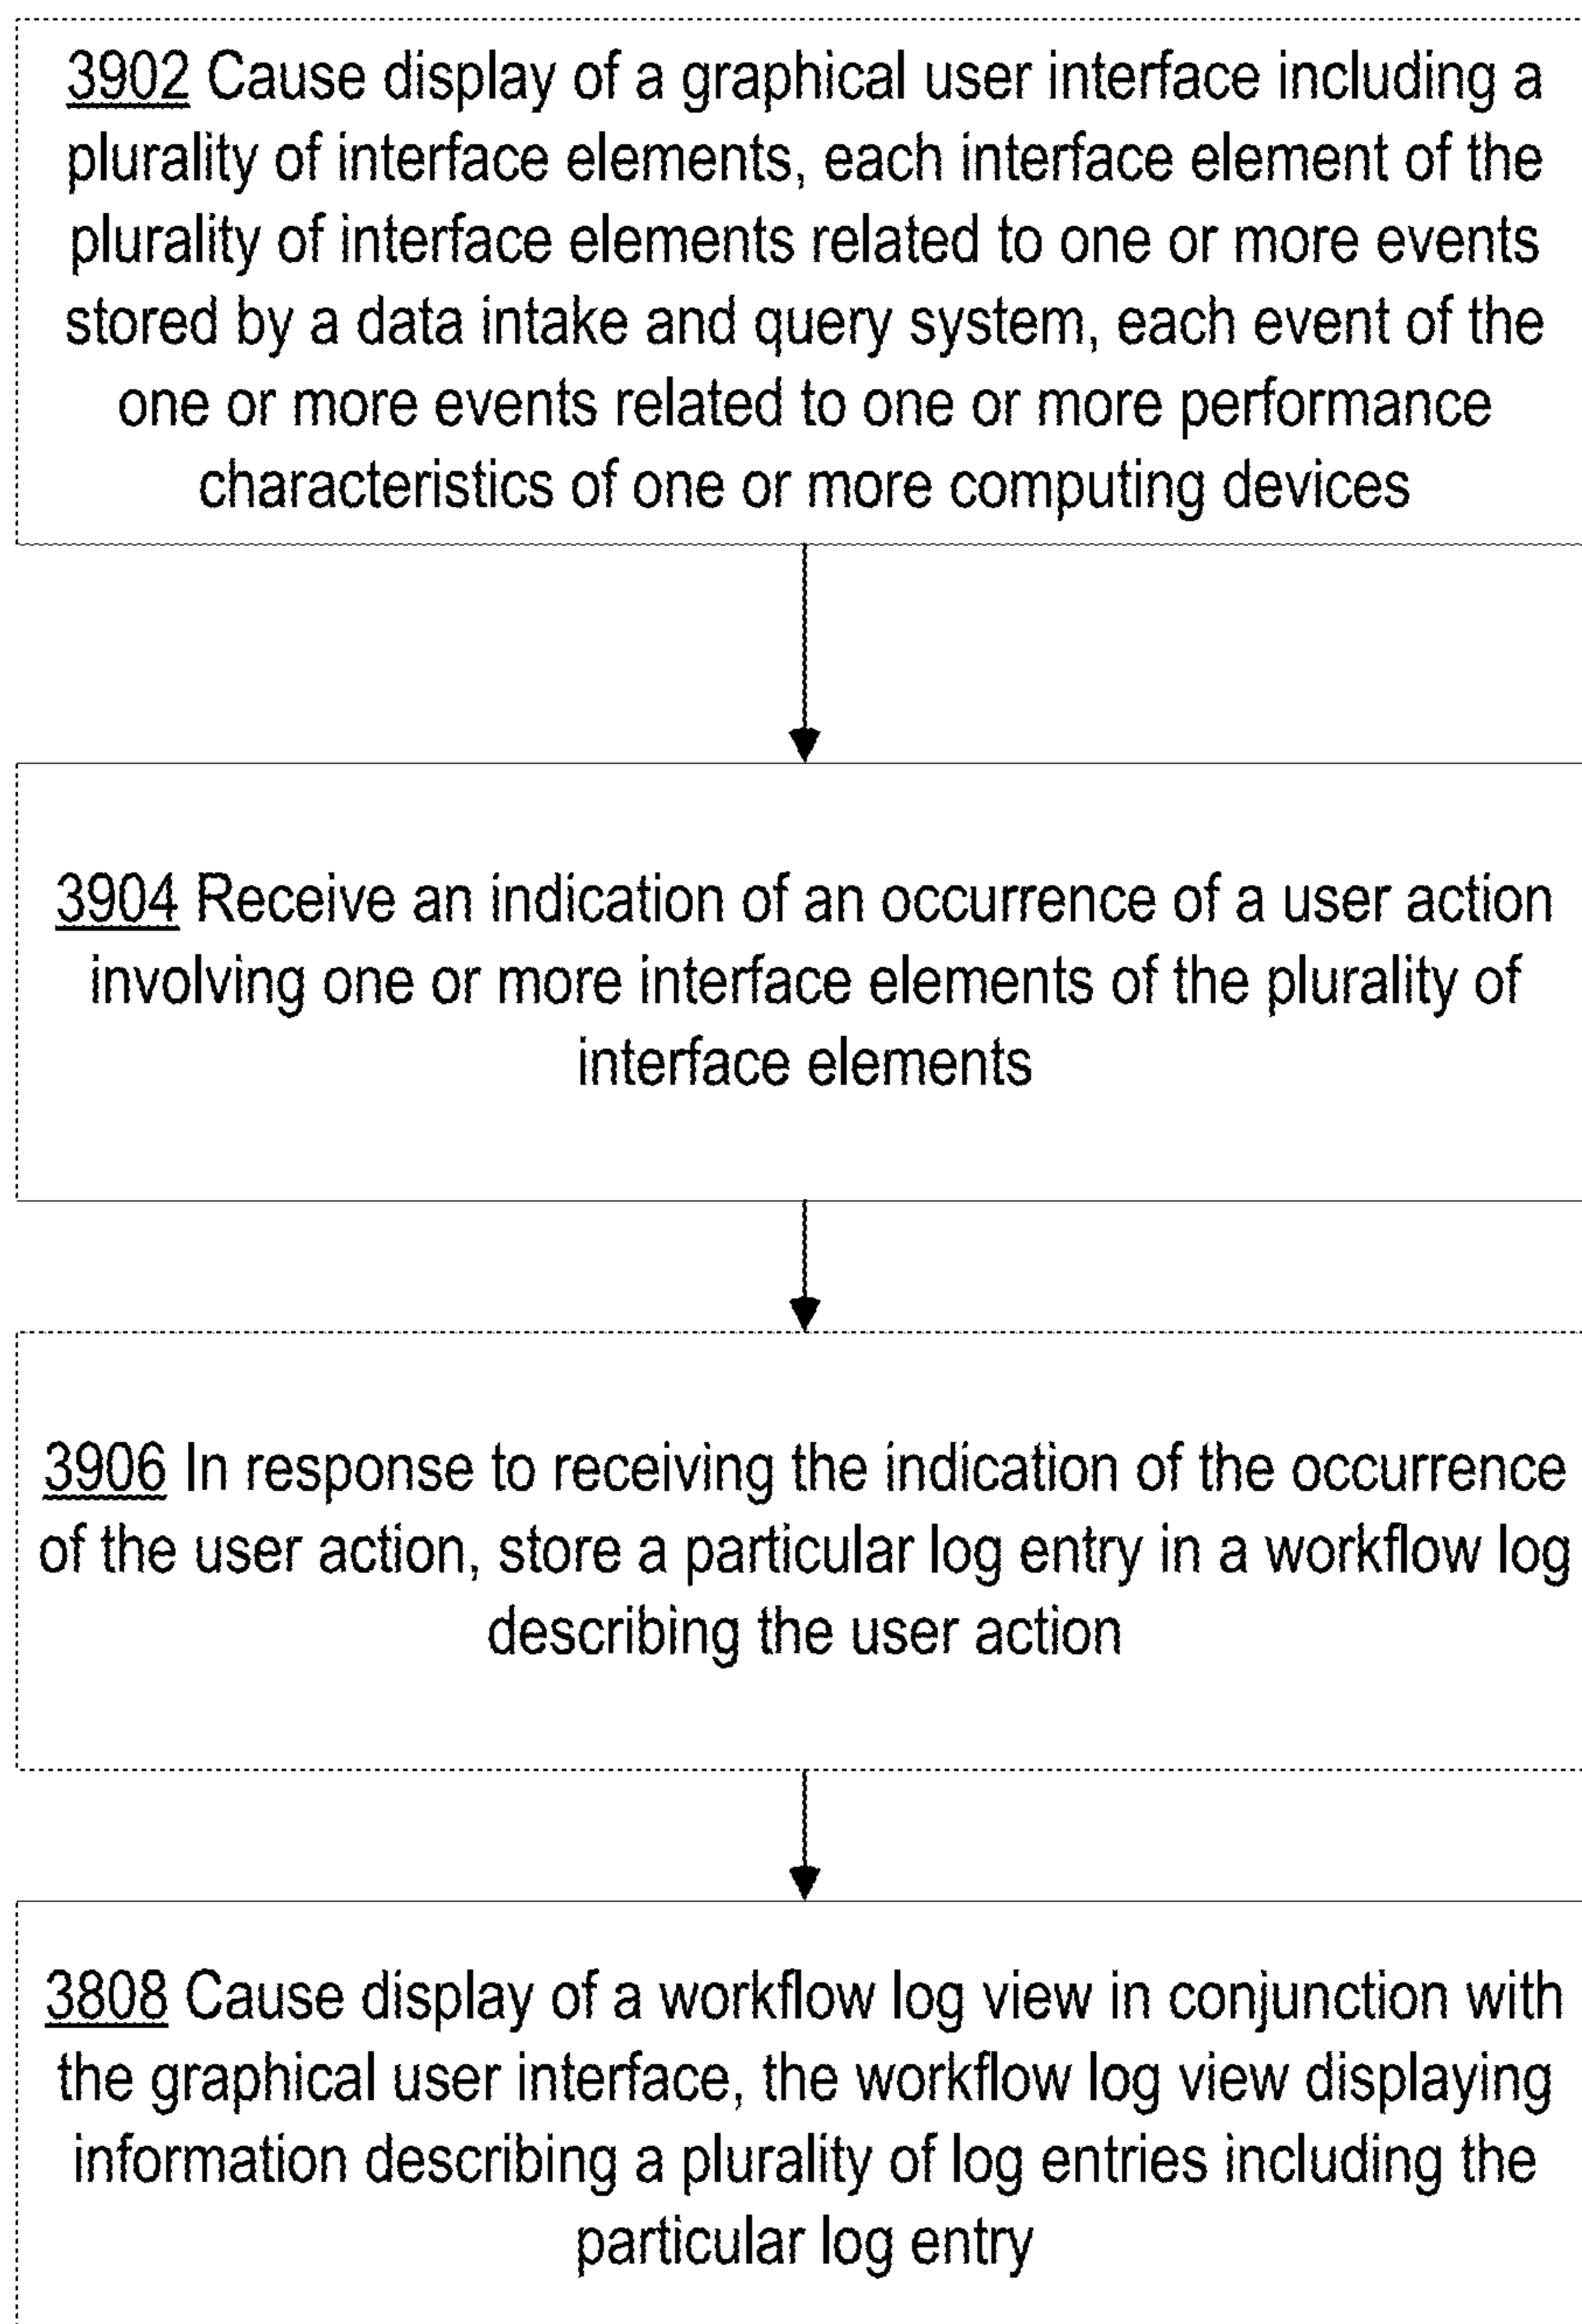 3902 Cause display of a graphical user interface including a
plurality of interface elements, each interface element of the
plurality of interface elements related to one or more events
stored by a data intake and query system, each event of the
one or more events related to one or more performance
characteristics of one or more computing devices
3904 Receive an indication of an occurrence of a user action
involving one or more interface elements of the plurality of
interface elements
3906 In response to receiving the indication of the occurrence
of the user action, store a particular log entry in a workflow log
describing the user action
3808 Cause display of a workflow log view in conjunction with
the graphical user interface, the workflow log view displaying
information describing a plurality of log entries including the
particular log entry